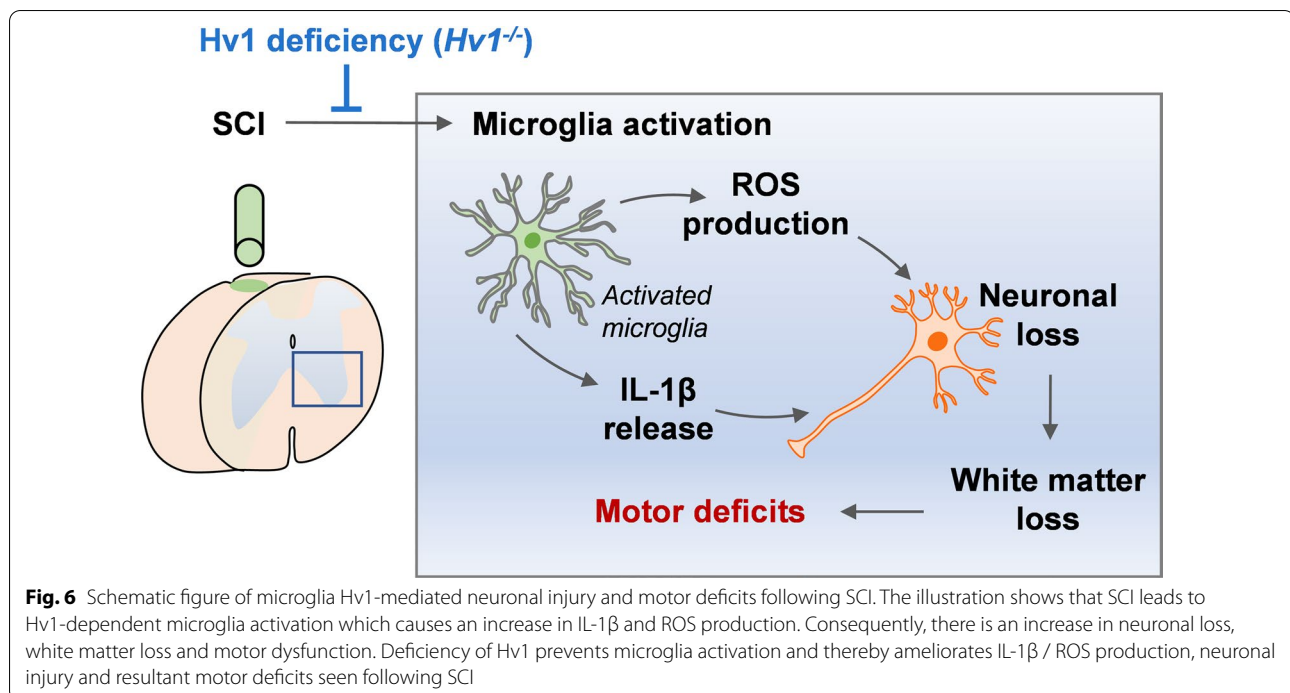 Hv1 deficiency (Hv1-/-)
SCI
Microglia activation
ROS
production
Activated
microglia
Neuronal
loss
IL-1β
release
White matter
loss
Motor deficits
Fig. 6 Schematic figure of microglia Hv1-mediated neuronal injury and motor deficits following SCI. The illustration shows that SCI leads to
Hv1-dependent microglia activation which causes an increase in IL-1β and ROS production. Consequently, there is an increase in neuronal loss,
white matter loss and motor dysfunction. Deficiency of Hv1 prevents microglia activation and thereby ameliorates IL-1β / ROS production, neuronal
injury and resultant motor deficits seen following SCI